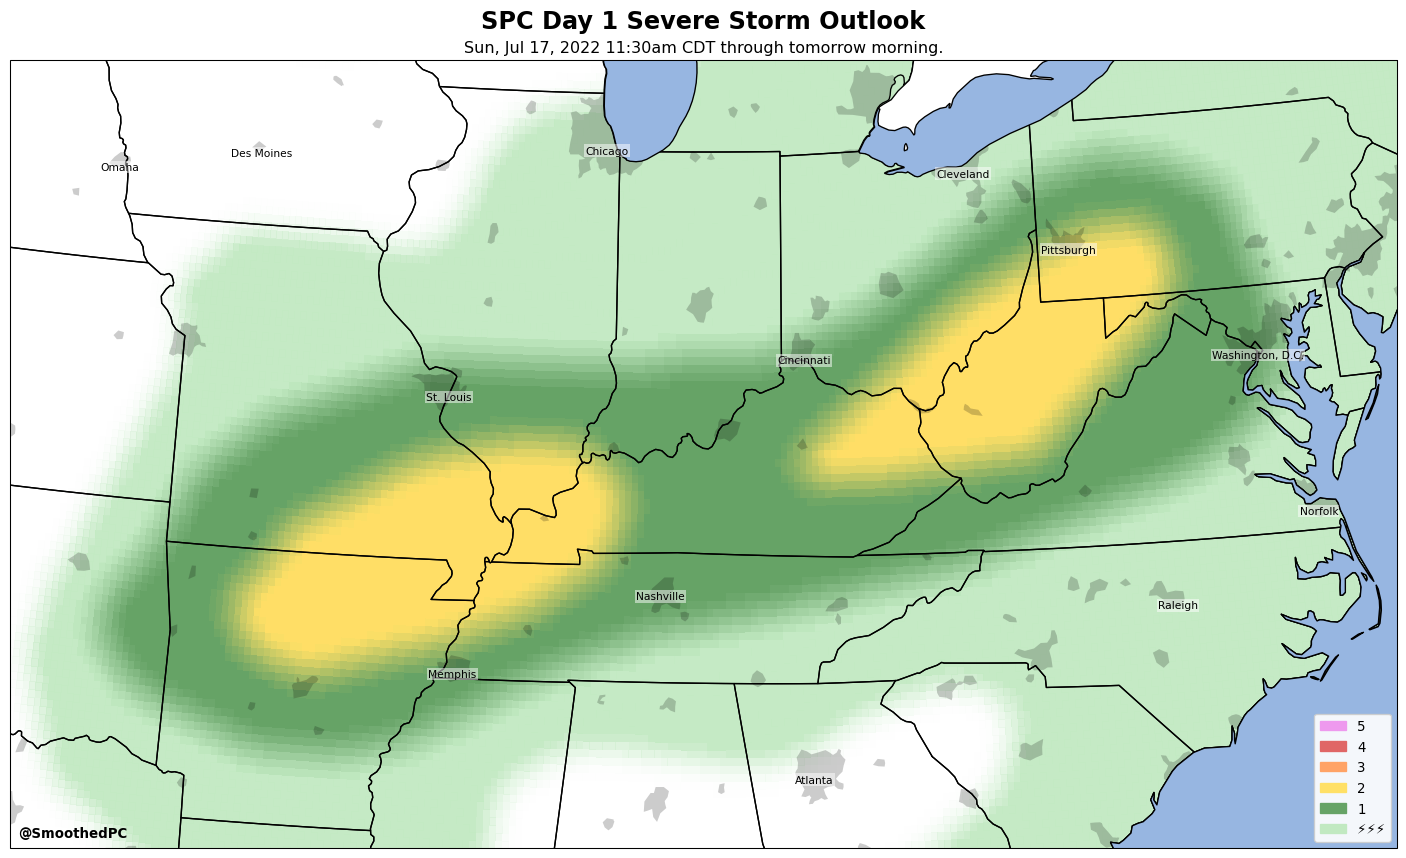 SPC Day 1 Severe Storm Outlook
Sun, Jul 17, 2022 11:30am CDT through tomorrow morning.
Omaha
Des Moines
Chicago
Cleveland
Pittsburgh
Cincinnati
Washington, D.C.
St. Louis
Norfolk
Nashville
Raleigh
Memphis
Atlanta
5
4
3
2
1
⚡⚡⚡
@SmoothedPC